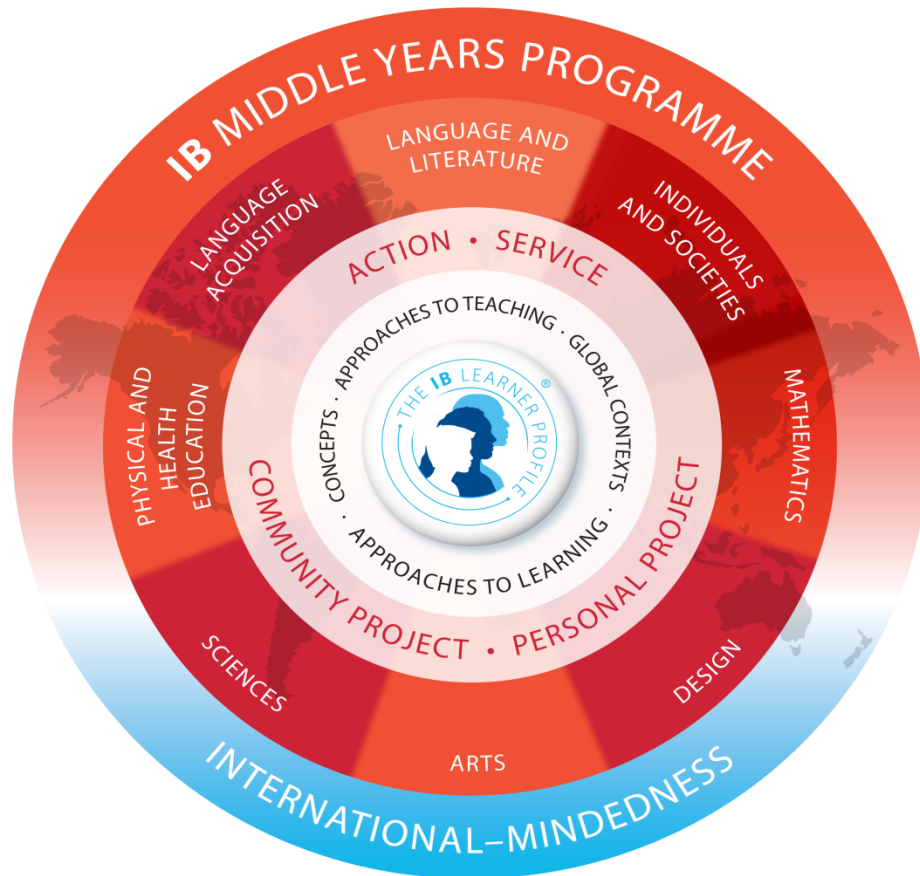 IB MIDDLE YEARS PROGRAMME
LANGUAGE AND
LITERATURE
INDIVIDUALS
AND SOCIETIES
MATHEMATICS
DESIGN
ARTS
SCIENCES
PHYSICAL AND
HEALTH
EDUCATION
LANGUAGE
ACQUISITION
ACTION • SERVICE
COMMUNITY PROJECT • PERSONAL PROJECT
APPROACHES TO TEACHING · GLOBAL CONTEXTS ·
CONCEPTS · APPROACHES TO LEARNING ·
THE IB LEARNER PROFILE
®
INTERNATIONAL–MINDEDNESS